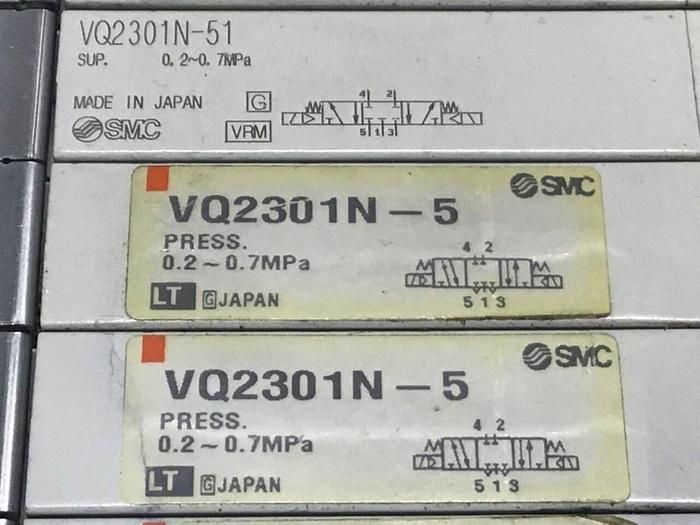 VQ2301N-51
SUP. 0.2~0.7MPa
MADE IN JAPAN G
SMC VRM
4 2
5 1 3
SMC
VQ2301N-5
PRESS.
0.2~0.7MPa
4 2
5 1 3
LT G JAPAN
SMC
VQ2301N-5
PRESS.
0.2~0.7MPa
4 2
5 1 3
LT G JAPAN